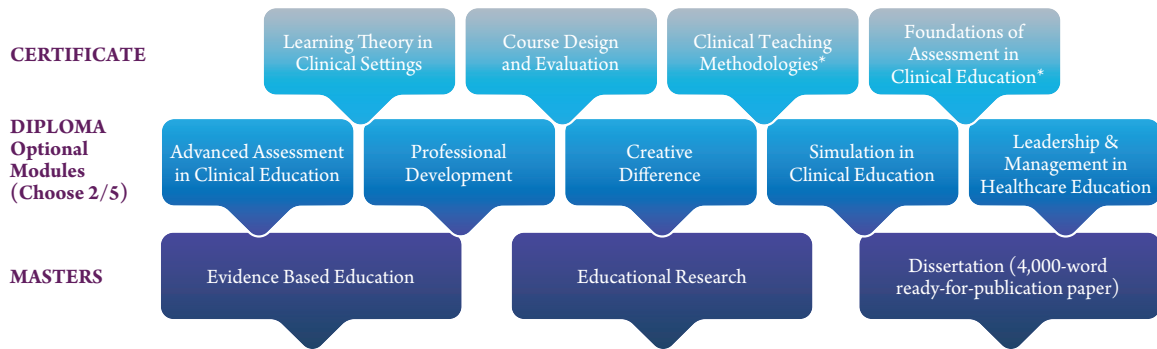 CERTIFICATE
Learning Theory in
Clinical Settings
Course Design
and Evaluation
Clinical Teaching
Methodologies*
Foundations of
Assessment in
Clinical Education*
DIPLOMA
Optional
Modules
(Choose 2/5)
Advanced Assessment
in Clinical Education
Professional
Development
Creative
Difference
Simulation in
Clinical Education
Leadership &
Management in
Healthcare Education
MASTERS
Evidence Based Education
Educational Research
Dissertation (4,000-word
ready-for-publication paper)